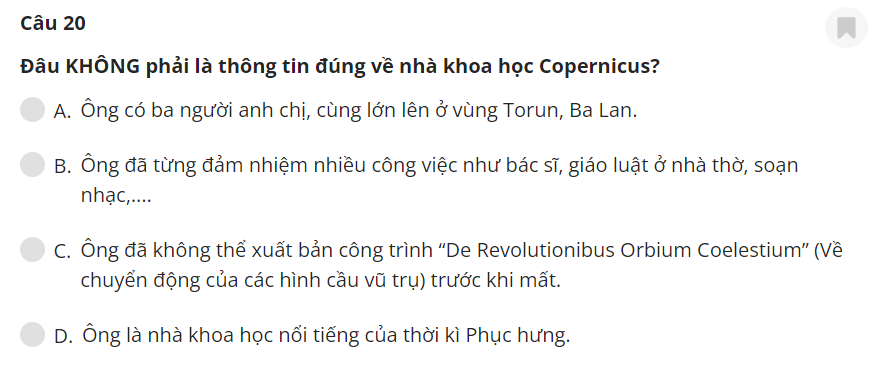 Câu 20
Đâu KHÔNG phải là thông tin đúng về nhà khoa học Copernicus?
A. Ông có ba người anh chị, cùng lớn lên ở vùng Torun, Ba Lan.
B. Ông đã từng đảm nhiệm nhiều công việc như bác sĩ, giáo luật ở nhà thờ, soạn
nhạc,....
C. Ông đã không thể xuất bản công trình “De Revolutionibus Orbium Coelestium” (Về
chuyển động của các hình cầu vũ trụ) trước khi mất.
D. Ông là nhà khoa học nổi tiếng của thời kì Phục hưng.